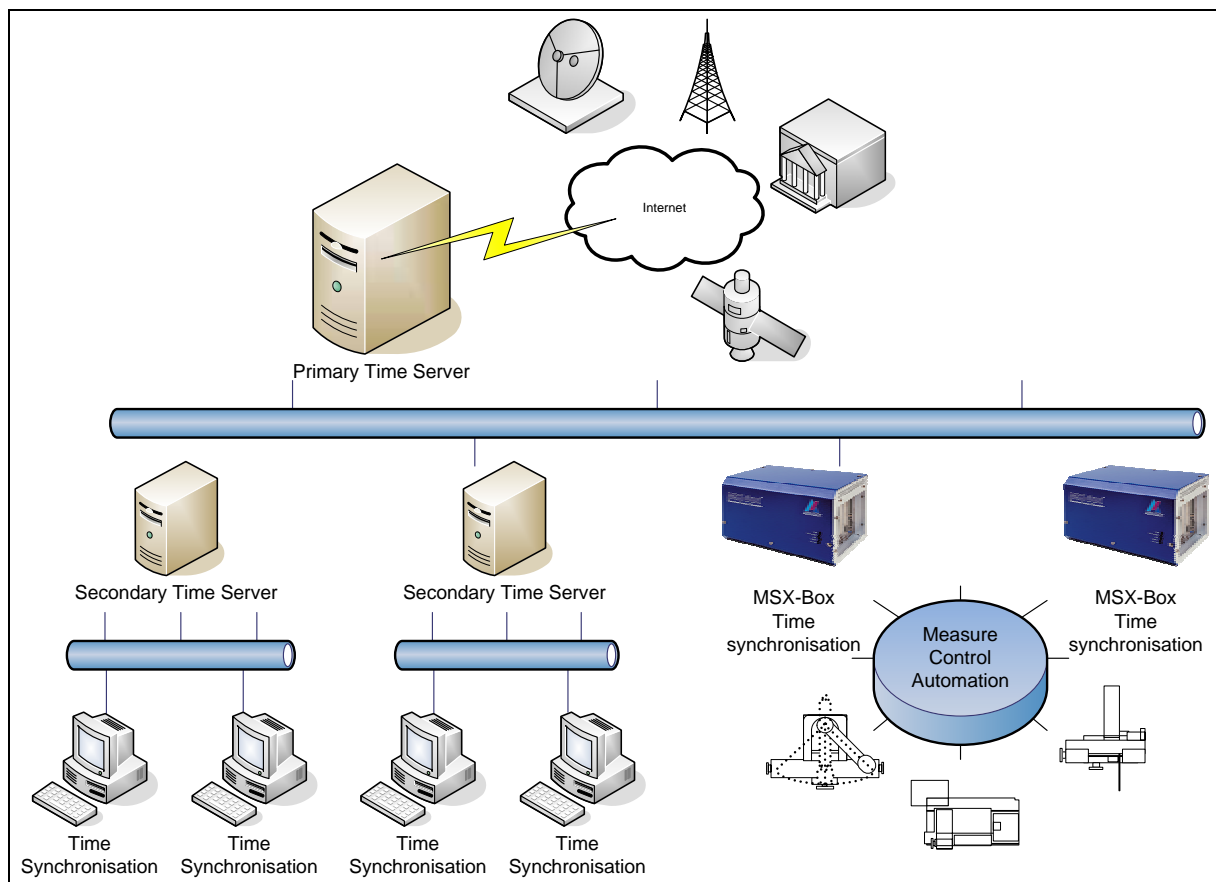 Internet
Primary Time Server
Secondary Time Server
Secondary Time Server
MSX-Box
Time
synchronisation
MSX-Box
Time
synchronisation
Measure
Control
Automation
Time
Synchronisation
Time
Synchronisation
Time
Synchronisation
Time
Synchronisation